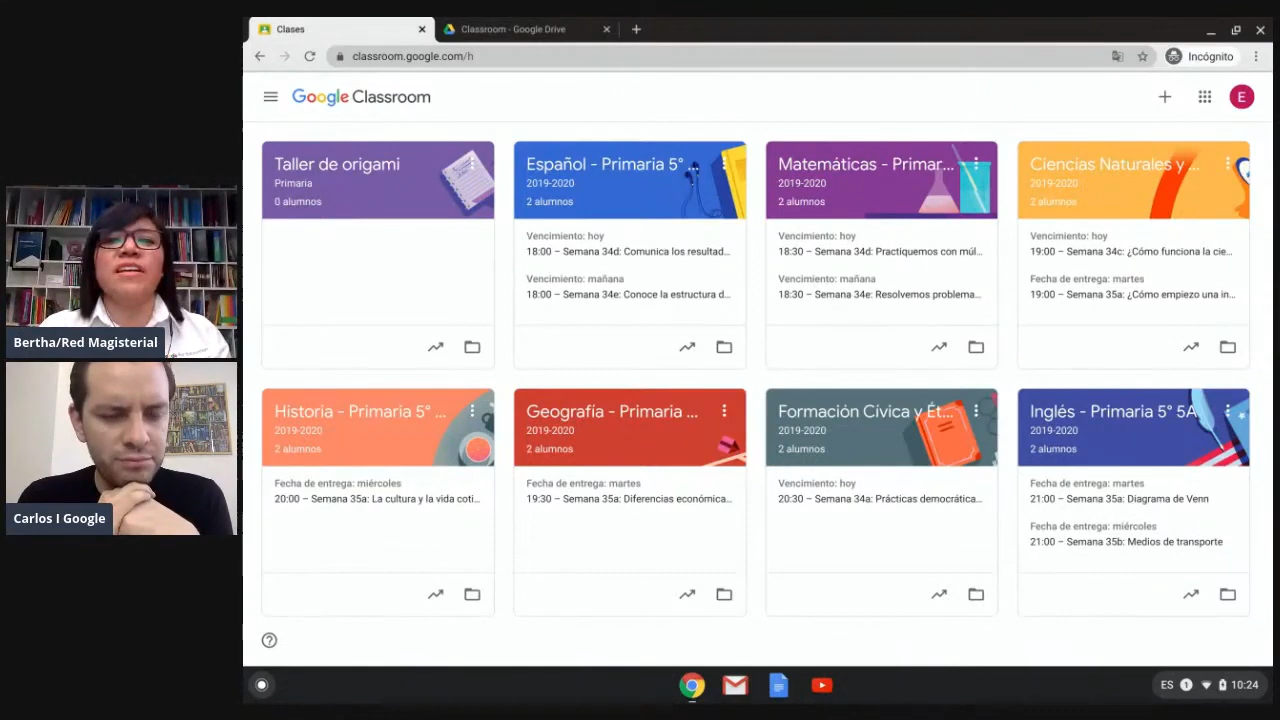 Clases
Classroom - Google Drive
classroom.google.com/h
Incógnito
Google Classroom
E
Taller de origami
Primaria
0 alumnos
Español - Primaria 5° ...
2019-2020
2 alumnos
Vencimiento: hoy
18:00 – Semana 34d: Comunica los resultad...
Vencimiento: mañana
18:00 – Semana 34e: Conoce la estructura d...
Matemáticas - Primar...
2019-2020
2 alumnos
Vencimiento: hoy
18:30 – Semana 34d: Practiquemos con múl...
Vencimiento: mañana
18:30 – Semana 34e: Resolvemos problema...
Ciencias Naturales y ...
2019-2020
2 alumnos
Vencimiento: hoy
19:00 – Semana 34c: ¿Cómo funciona la cie...
Fecha de entrega: martes
19:00 – Semana 35a: ¿Cómo empiezo una in...
Historia - Primaria 5° ...
2019-2020
2 alumnos
Fecha de entrega: miércoles
20:00 – Semana 35a: La cultura y la vida coti...
Geografía - Primaria ...
2019-2020
2 alumnos
Fecha de entrega: martes
19:30 – Semana 35a: Diferencias económica...
Formación Cívica y Ét...
2019-2020
2 alumnos
Vencimiento: hoy
20:30 – Semana 34a: Prácticas democrática...
Inglés - Primaria 5° 5A
2019-2020
2 alumnos
Fecha de entrega: martes
21:00 – Semana 35a: Diagrama de Venn
Fecha de entrega: miércoles
21:00 – Semana 35b: Medios de transporte
Bertha/Red Magisterial
Carlos I Google
ES 1 10:24